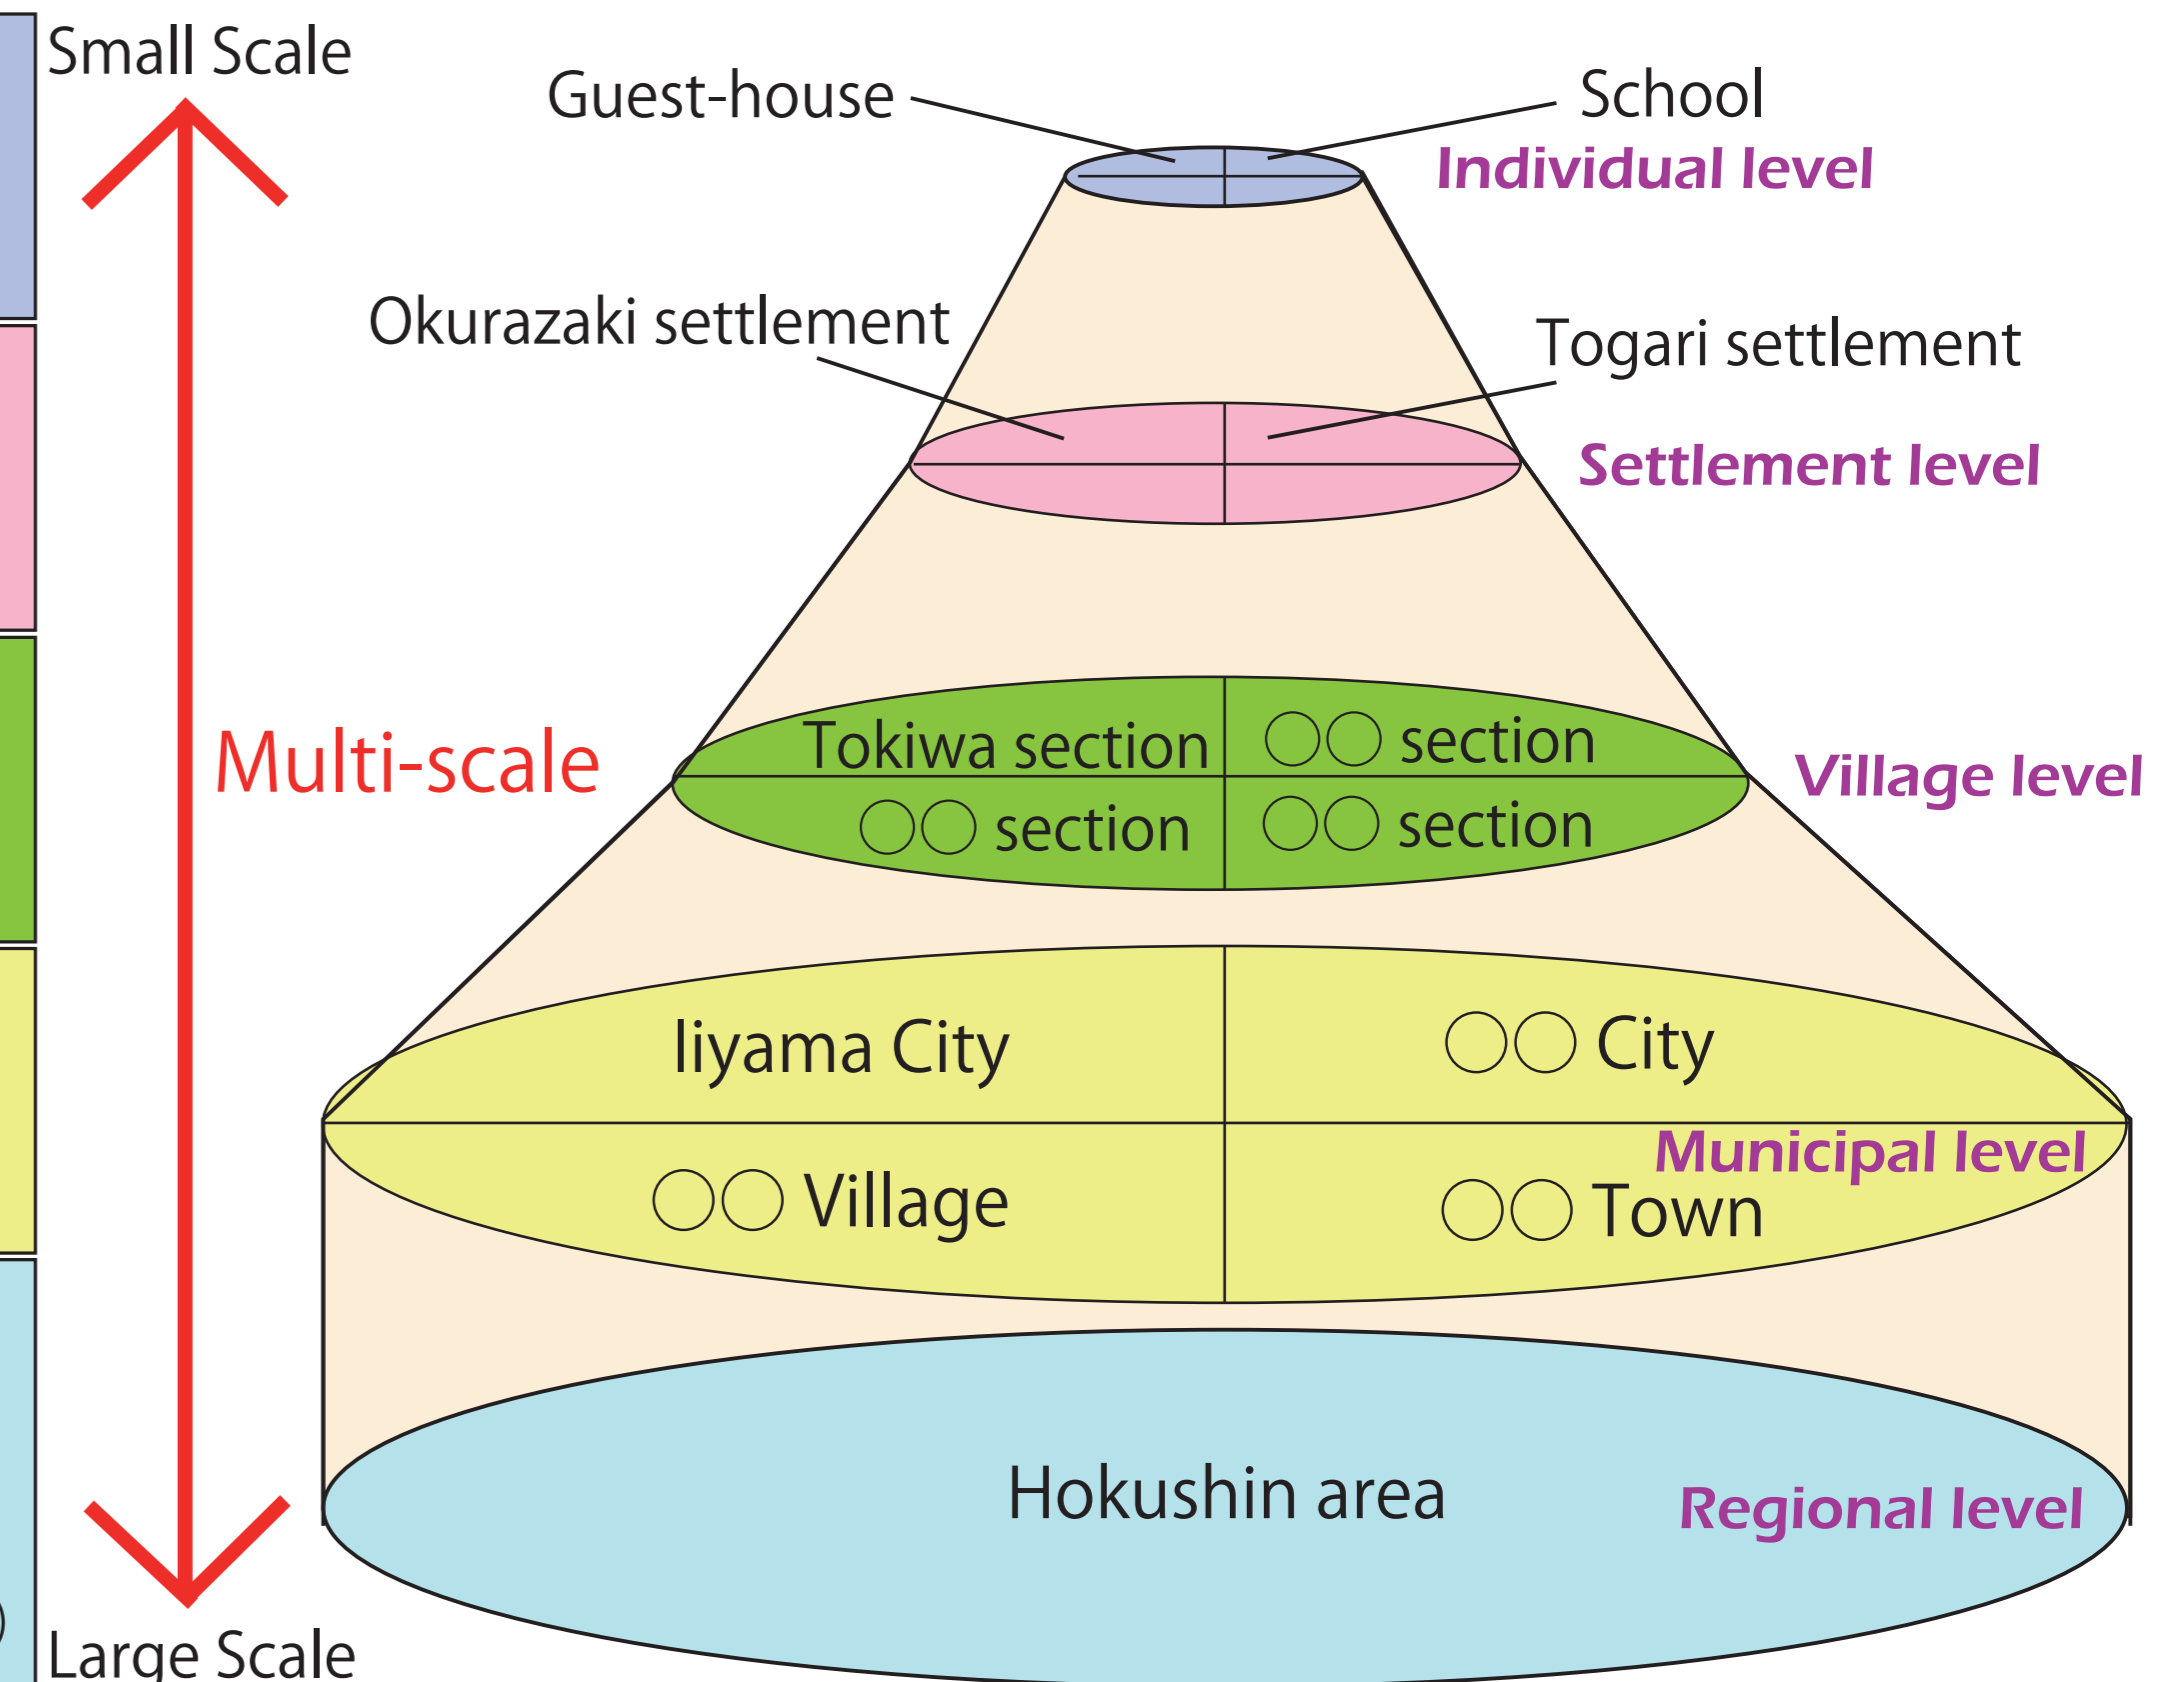 Small Scale
Guest-house
School
Individual level
Okurazaki settlement
Togari settlement
Settlement level
Multi-scale
Tokiwa section
○○ section
Village level
○○ section
○○ section
Iiyama City
○○ City
Municipal level
○○ Village
○○ Town
Hokushin area
Regional level
Large Scale